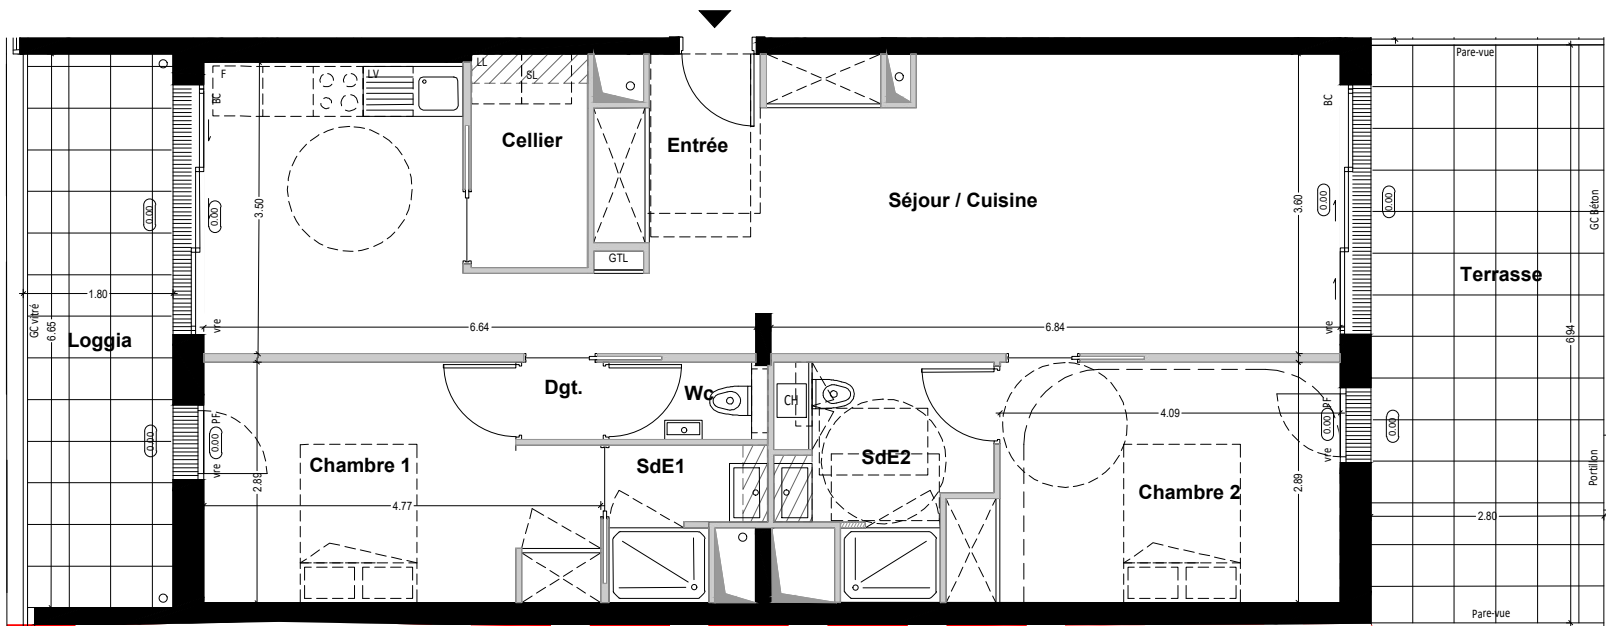 Pare-vue
F
LV
LL
SL
BC
BC
Cellier
Entrée
Séjour / Cuisine
3.50
3.60
0.00
0.00
0.00
0.00
GC Béton
GTL
Terrasse
1.80
GC vitré
6.65
Loggia
vre
6.64
6.84
vre
6.94
Dgt.
Wc
CH
PF
4.09
PF
0.00
0.00
0.00
0.00
vre
vre
Chambre 1
SdE1
SdE2
Chambre 2
2.89
2.89
4.77
Portillon
2.80
Pare-vue